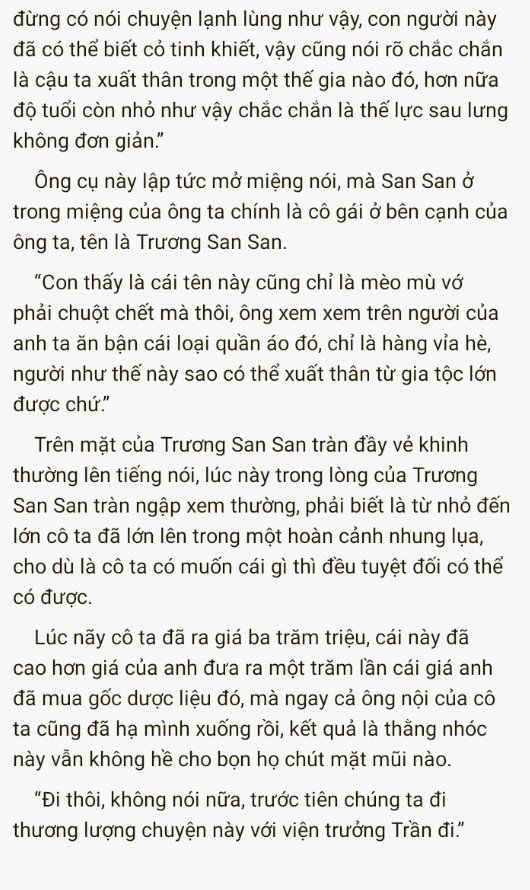 đừng có nói chuyện lạnh lùng như vậy, con người này
đã có thể biết cỏ tinh khiết, vậy cũng nói rõ chắc chắn
là cậu ta xuất thân trong một thế gia nào đó, hơn nữa
độ tuổi còn nhỏ như vậy chắc chắn là thế lực sau lưng
không đơn giản.”
Ông cụ này lập tức mở miệng nói, mà San San ở
trong miệng của ông ta chính là cô gái ở bên cạnh của
ông ta, tên là Trương San San.
“Con thấy là cái tên này cũng chỉ là mèo mù vớ
phải chuột chết mà thôi, ông xem xem trên người của
anh ta ăn bận cái loại quần áo đó, chỉ là hàng vỉa hè,
người như thế này sao có thể xuất thân từ gia tộc lớn
được chứ.”
Trên mặt của Trương San San tràn đầy vẻ khinh
thường lên tiếng nói, lúc này trong lòng của Trương
San San tràn ngập xem thường, phải biết là từ nhỏ đến
lớn cô ta đã lớn lên trong một hoàn cảnh nhung lụa,
cho dù là cô ta có muốn cái gì thì đều tuyệt đối có thể
có được.
Lúc nãy cô ta đã ra giá ba trăm triệu, cái này đã
cao hơn giá của anh đưa ra một trăm lần cái giá anh
đã mua gốc dược liệu đó, mà ngay cả ông nội của cô
ta cũng đã hạ mình xuống rồi, kết quả là thằng nhóc
này vẫn không hề cho bọn họ chút mặt mũi nào.
“Đi thôi, không nói nữa, trước tiên chúng ta đi
thương lượng chuyện này với viện trưởng Trần đi.”